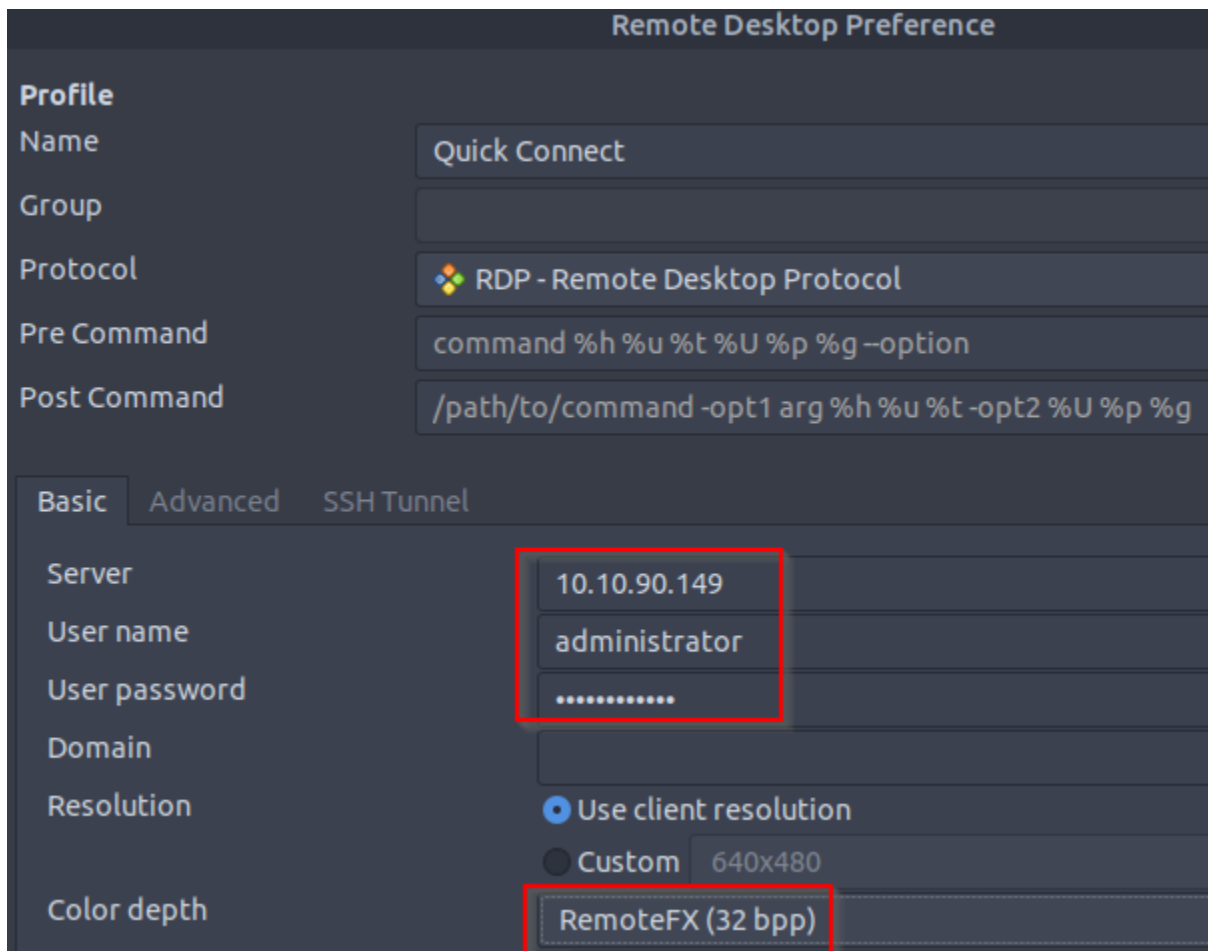 Remote Desktop Preference
Profile
Name Quick Connect
Group
Protocol RDP - Remote Desktop Protocol
Pre Command command %h %u %t %U %p %g --option
Post Command /path/to/command -opt1 arg %h %u %t -opt2 %U %p %g
Basic Advanced SSH Tunnel
Server 10.10.90.149
User name administrator
User password ••••••••••••
Domain
Resolution Use client resolution
Custom 640x480
Color depth RemoteFX (32 bpp)